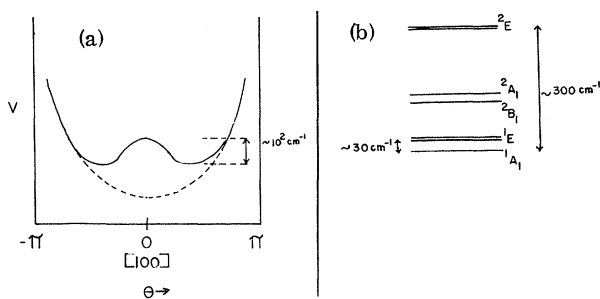 (a)
V
~10² cm⁻¹
-π 0 π
[100]
θ→
(b)
²E
²A₁
~300 cm⁻¹
²B₁
¹E
~30 cm⁻¹
¹A₁